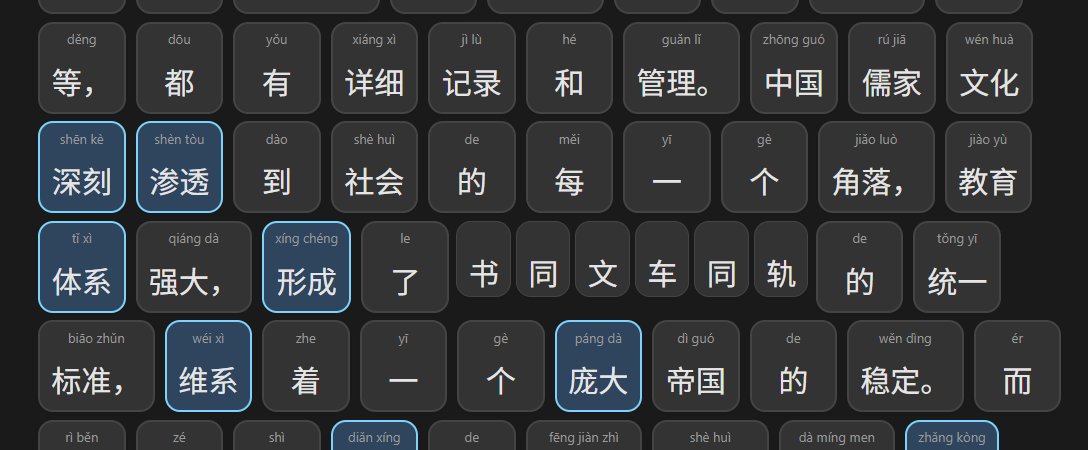 děng dōu yǒu xiáng xì jì lù hé guǎn lǐ zhōng guó rú jiā wén huà
等， 都 有 详细 记录 和 管理。 中国 儒家 文化
shēn kè shèn tòu dào shè huì de měi yī gè jiǎo luò jiào yù
深刻 渗透 到 社会 的 每 一 个 角落， 教育
tǐ xì qiáng dà xíng chéng le de tǒng yī
体系 强大， 形成 了 书 同 文 车 同 轨 的 统一
biāo zhǔn wéi xì zhe yī gè páng dà dì guó de wěn dìng ér
标准， 维系 着 一 个 庞大 帝国 的 稳定。 而
rì běn zé shì diǎn xíng de fēng jiàn zhì shè huì dà míng men zhǎng kòng